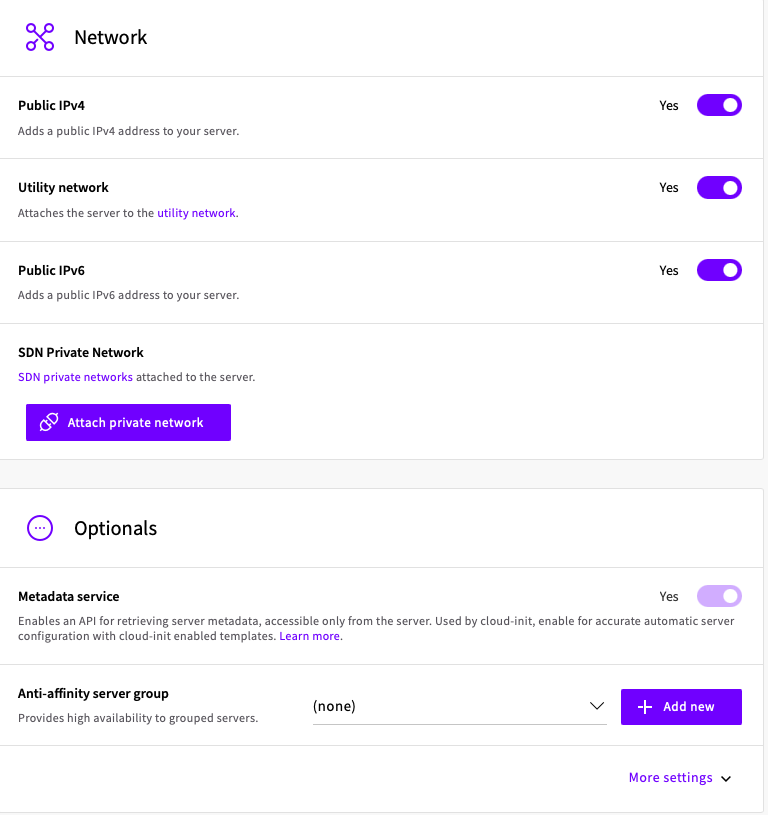 Network
Public IPv4
Yes
Adds a public IPv4 address to your server.
Utility network
Yes
Attaches the server to the utility network.
Public IPv6
Yes
Adds a public IPv6 address to your server.
SDN Private Network
SDN private networks attached to the server.
Attach private network
Optionals
Metadata service
Yes
Enables an API for retrieving server metadata, accessible only from the server. Used by cloud-init, enable for accurate automatic server
configuration with cloud-init enabled templates. Learn more.
Anti-affinity server group
Provides high availability to grouped servers.
(none)
Add new
More settings